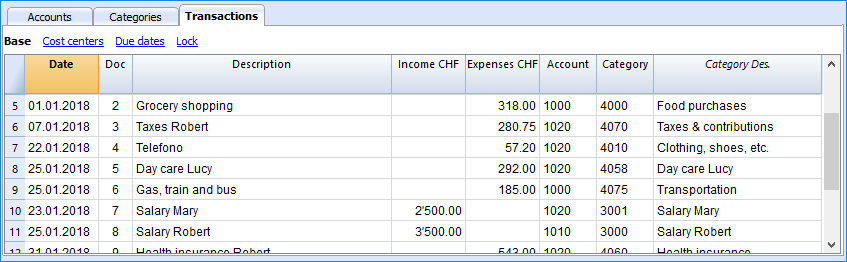 Accounts Categories Transactions
Base Cost centers Due dates Lock
Date Doc Description Income CHF Expenses CHF Account Category Category Des.
5 01.01.2018 2 Grocery shopping 318.00 1000 4000 Food purchases
6 07.01.2018 3 Taxes Robert 280.75 1020 4070 Taxes & contributions
7 22.01.2018 4 Telefono 57.20 1020 4010 Clothing, shoes, etc.
8 25.01.2018 5 Day care Lucy 292.00 1020 4058 Day care Lucy
9 25.01.2018 6 Gas, train and bus 185.00 1000 4075 Transportation
10 23.01.2018 7 Salary Mary 2'500.00 1020 3001 Salary Mary
11 25.01.2018 8 Salary Robert 3'500.00 1010 3000 Salary Robert
12 31.01.2018 9 Health insurance Robert 543.00 1020 4060 Health insurance